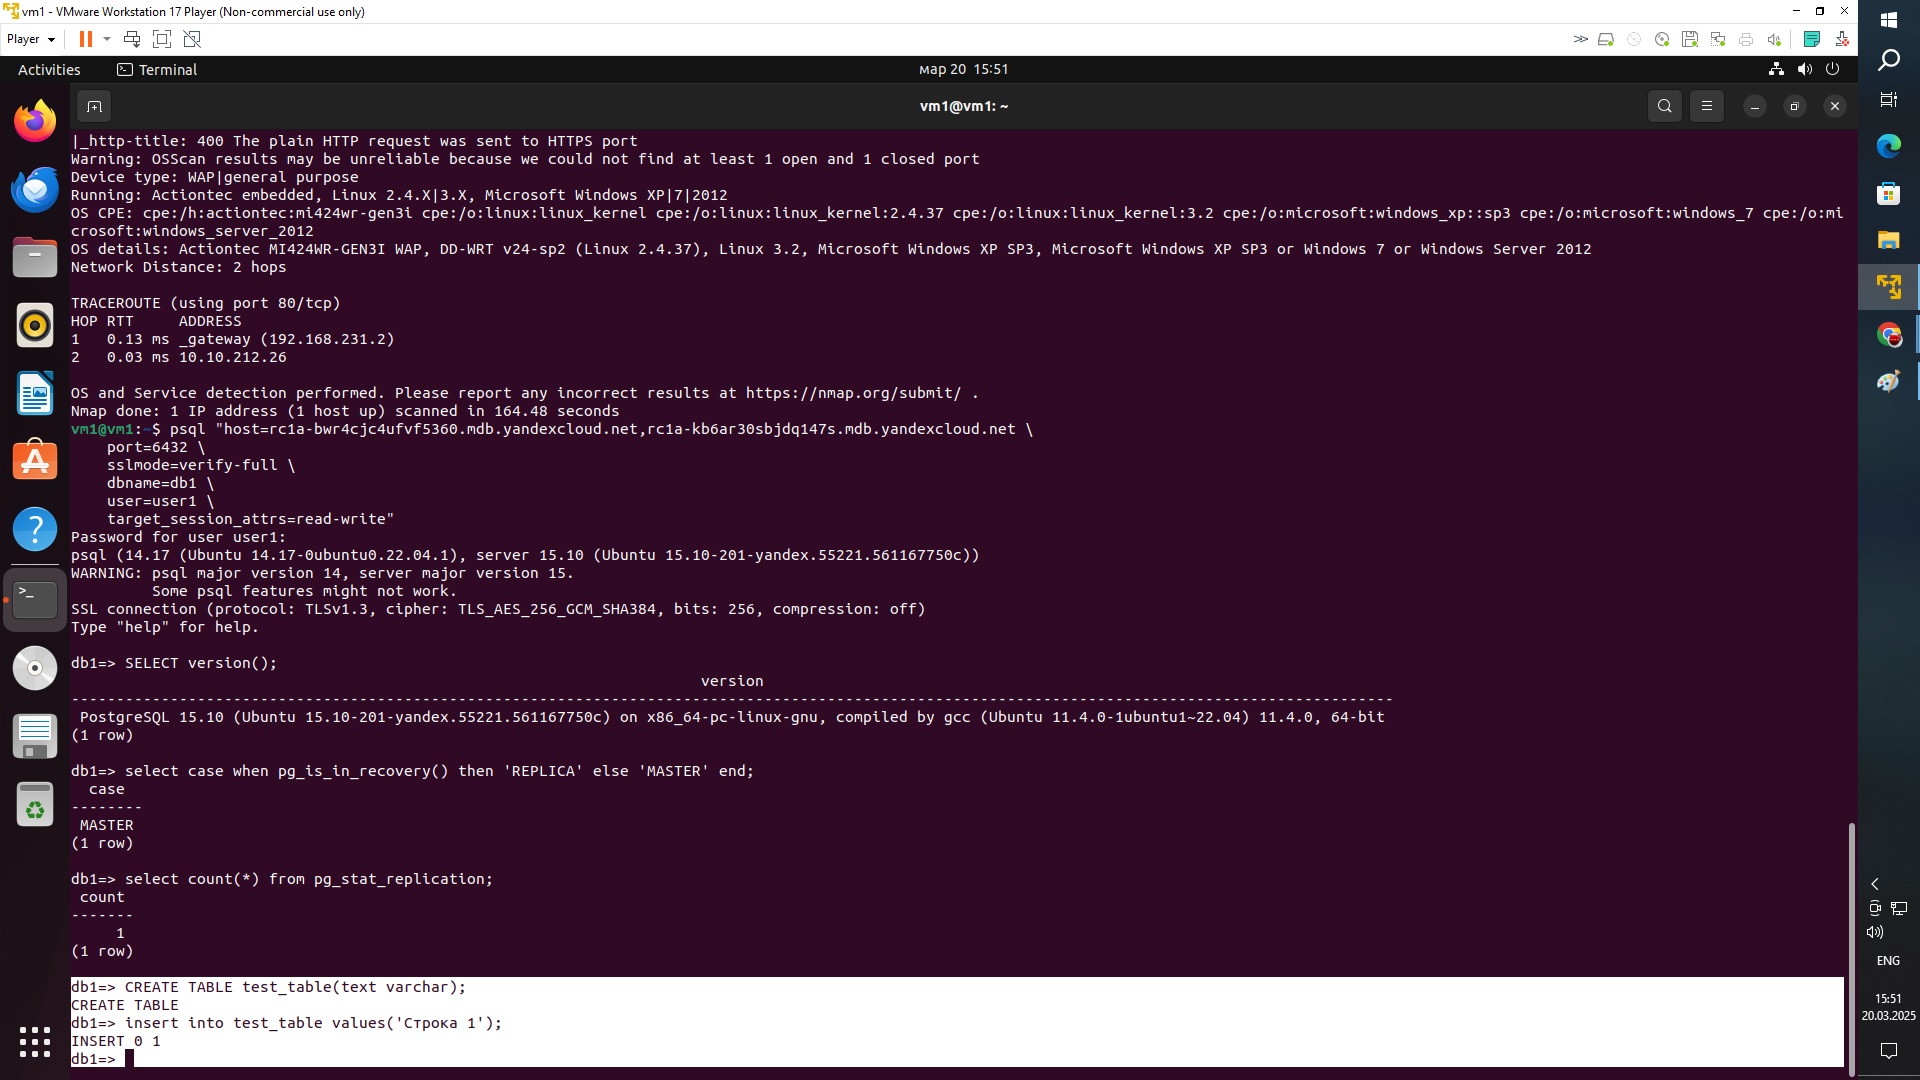 vm1 - VMware Workstation 17 Player (Non-commercial use only)
Player
Activities
Terminal
мар 20 15:51
vm1@vm1: ~
|_http-title: 400 The plain HTTP request was sent to HTTPS port
Warning: OSScan results may be unreliable because we could not find at least 1 open and 1 closed port
Device type: WAP|general purpose
Running: Actiontec embedded, Linux 2.4.X|3.X, Microsoft Windows XP|7|2012
OS CPE: cpe:/h:actiontec:mi424wr-gen3i cpe:/o:linux:linux_kernel cpe:/o:linux:linux_kernel:2.4.37 cpe:/o:linux:linux_kernel:3.2 cpe:/o:microsoft:windows_xp::sp3 cpe:/o:microsoft:windows_7 cpe:/o:mi
crosoft:windows_server_2012
OS details: Actiontec MI424WR-GEN3I WAP, DD-WRT v24-sp2 (Linux 2.4.37), Linux 3.2, Microsoft Windows XP SP3, Microsoft Windows XP SP3 or Windows 7 or Windows Server 2012
Network Distance: 2 hops
TRACEROUTE (using port 80/tcp)
HOP RTT     ADDRESS
1   0.13 ms _gateway (192.168.231.2)
2   0.03 ms 10.10.212.26
OS and Service detection performed. Please report any incorrect results at https://nmap.org/submit/ .
Nmap done: 1 IP address (1 host up) scanned in 164.48 seconds
vm1@vm1:~$ psql "host=rc1a-bwr4cjc4ufvf5360.mdb.yandexcloud.net,rc1a-kb6ar30sbjdq147s.mdb.yandexcloud.net \
    port=6432 \
    sslmode=verify-full \
    dbname=db1 \
    user=user1 \
    target_session_attrs=read-write"
Password for user user1:
psql (14.17 (Ubuntu 14.17-0ubuntu0.22.04.1), server 15.10 (Ubuntu 15.10-201-yandex.55221.561167750c))
WARNING: psql major version 14, server major version 15.
         Some psql features might not work.
SSL connection (protocol: TLSv1.3, cipher: TLS_AES_256_GCM_SHA384, bits: 256, compression: off)
Type "help" for help.
db1=> SELECT version();
version
---------------------------------------------------------------------------------------------------------------------------------------------------
 PostgreSQL 15.10 (Ubuntu 15.10-201-yandex.55221.561167750c) on x86_64-pc-linux-gnu, compiled by gcc (Ubuntu 11.4.0-1ubuntu1~22.04) 11.4.0, 64-bit
(1 row)
db1=> select case when pg_is_in_recovery() then 'REPLICA' else 'MASTER' end;
  case
--------
 MASTER
(1 row)
db1=> select count(*) from pg_stat_replication;
 count
-------
     1
(1 row)
db1=> CREATE TABLE test_table(text varchar);
CREATE TABLE
db1=> insert into test_table values('Строка 1');
INSERT 0 1
db1=>
ENG
15:51
20.03.2025